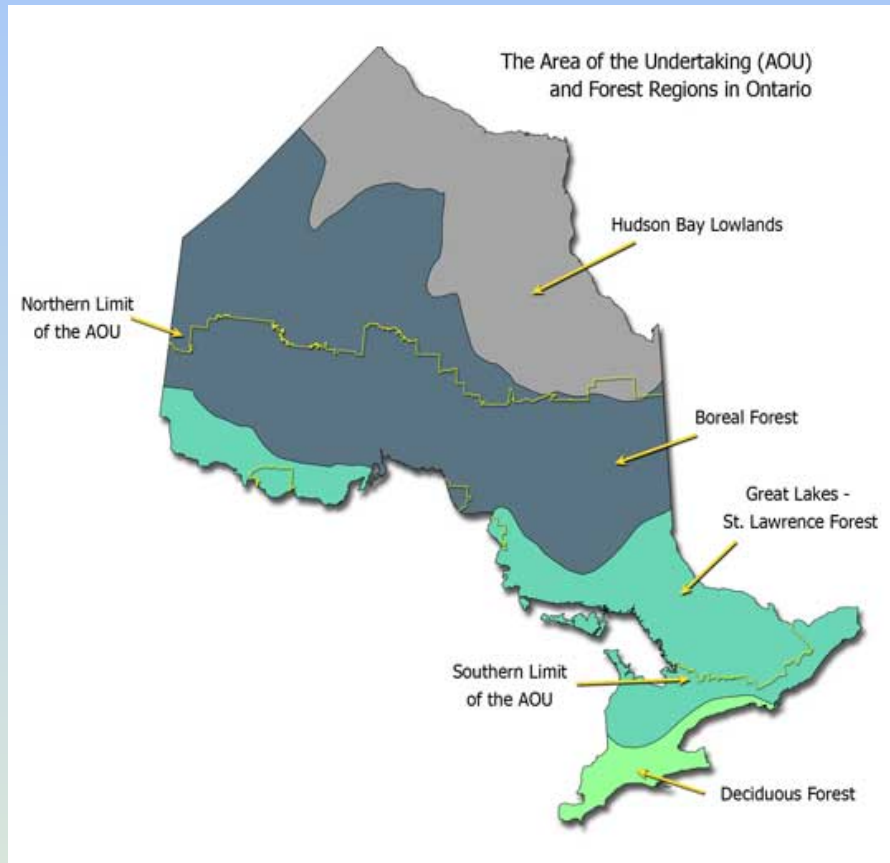 The Area of the Undertaking (AOU)
and Forest Regions in Ontario
Hudson Bay Lowlands
Northern Limit
of the AOU
Boreal Forest
Great Lakes -
St. Lawrence Forest
Southern Limit
of the AOU
Deciduous Forest